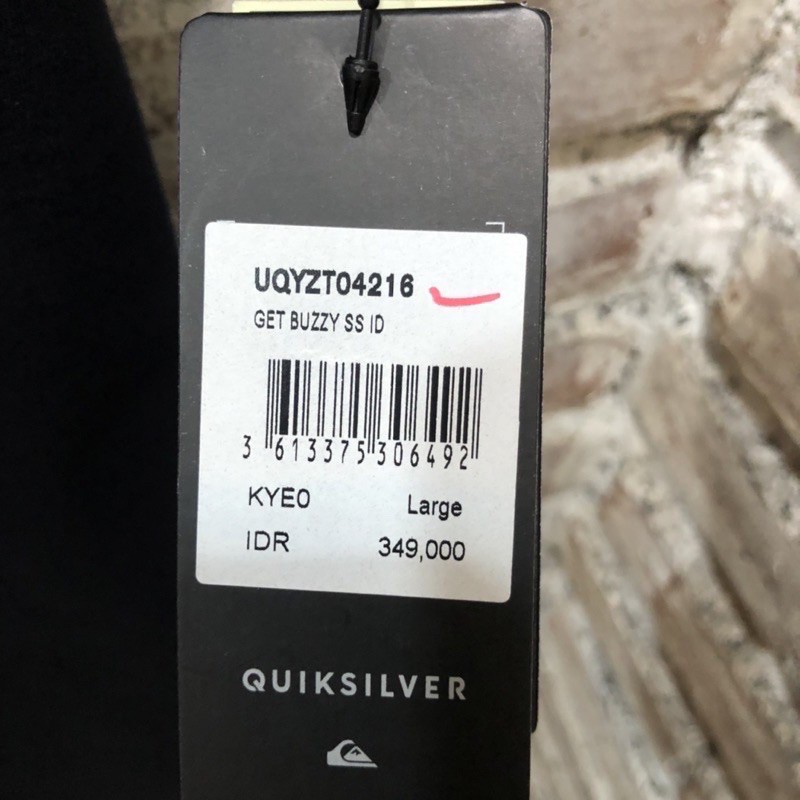 UQYZT04216
GET BUZZY SS ID
3 613375 306492
KYE0 Large
IDR 349,000
QUIKSILVER